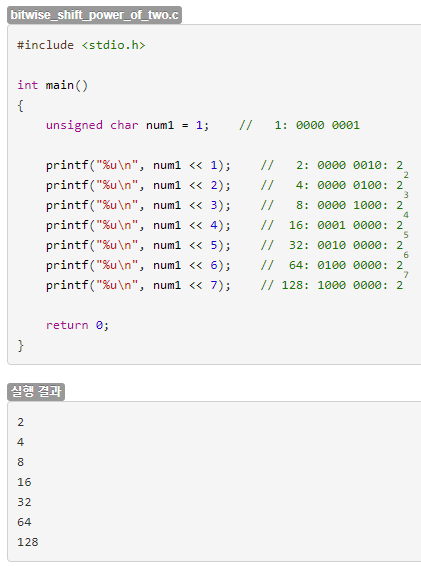 bitwise_shift_power_of_two.c
#include <stdio.h>
int main()
{
    unsigned char num1 = 1;    //   1: 0000 0001
    printf("%u\n", num1 << 1);    //   2: 0000 0010: 2
    printf("%u\n", num1 << 2);    //   4: 0000 0100: 2²
    printf("%u\n", num1 << 3);    //   8: 0000 1000: 2³
    printf("%u\n", num1 << 4);    //  16: 0001 0000: 2⁴
    printf("%u\n", num1 << 5);    //  32: 0010 0000: 2⁵
    printf("%u\n", num1 << 6);    //  64: 0100 0000: 2⁶
    printf("%u\n", num1 << 7);    // 128: 1000 0000: 2⁷
    return 0;
}
실행 결과
2
4
8
16
32
64
128